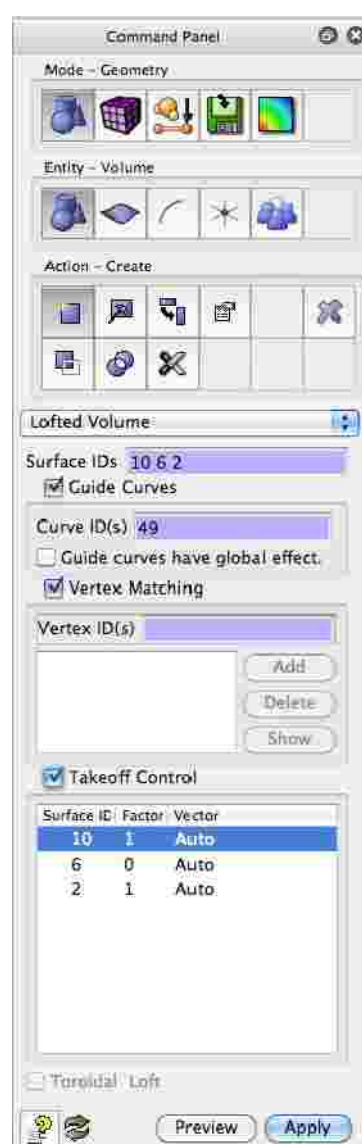 Command Panel
Mode - Geometry
Entity - Volume
Action - Create
Lofted Volume
Surface IDs 10 6 2
Guide Curves
Curve ID(s) 49
Guide curves have global effect.
Vertex Matching
Vertex ID(s)
Add
Delete
Show
Takeoff Control
Surface ID Factor Vector
10 1 Auto
6 0 Auto
2 1 Auto
Toroidal Loft
Preview Apply